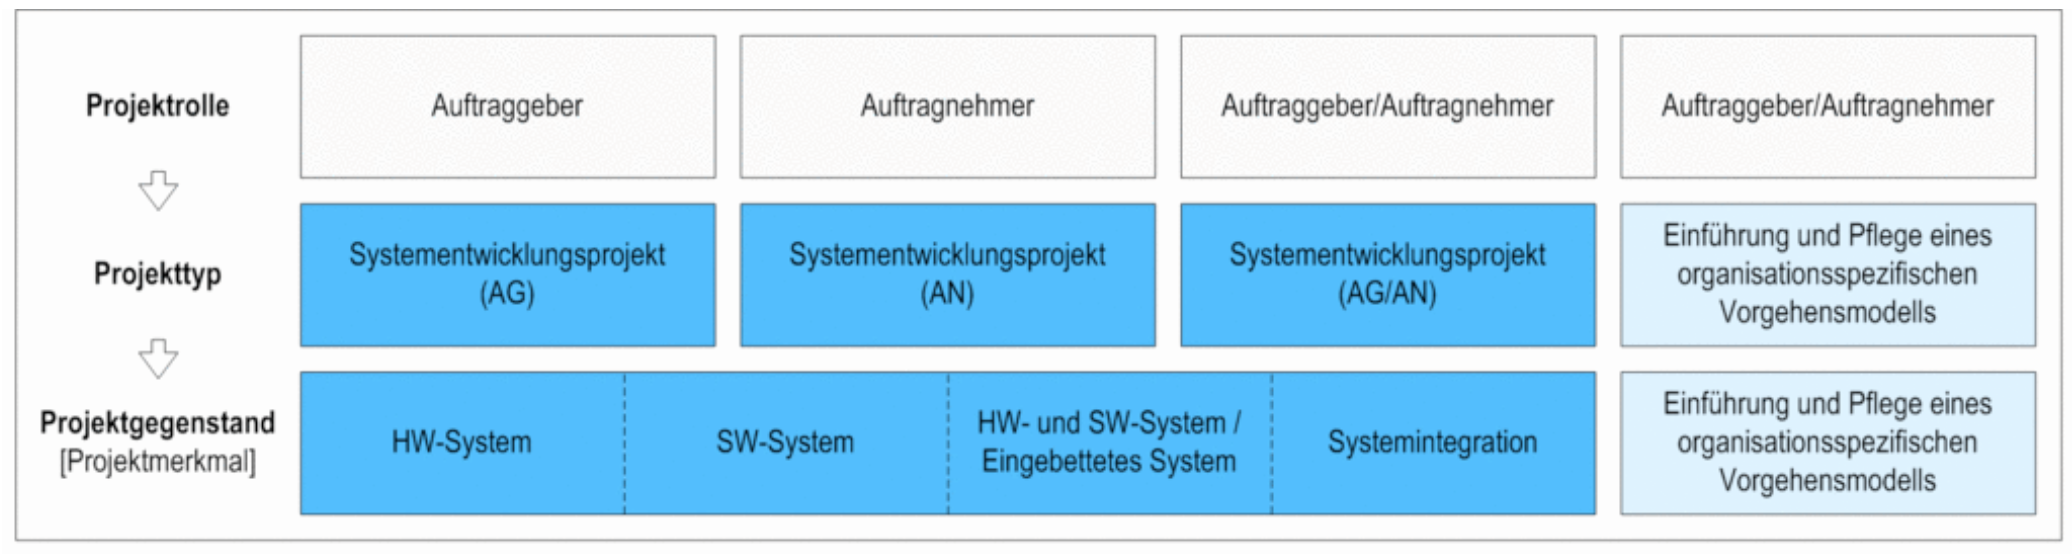 Projektrolle
Auftraggeber
Auftragnehmer
Auftraggeber/Auftragnehmer
Auftraggeber/Auftragnehmer
Projekttyp
Systementwicklungsprojekt
(AG)
Systementwicklungsprojekt
(AN)
Systementwicklungsprojekt
(AG/AN)
Einführung und Pflege eines
organisationsspezifischen
Vorgehensmodells
Projektgegenstand
[Projektmerkmal]
HW-System
SW-System
HW- und SW-System /
Eingebettetes System
Systemintegration
Einführung und Pflege eines
organisationsspezifischen
Vorgehensmodells